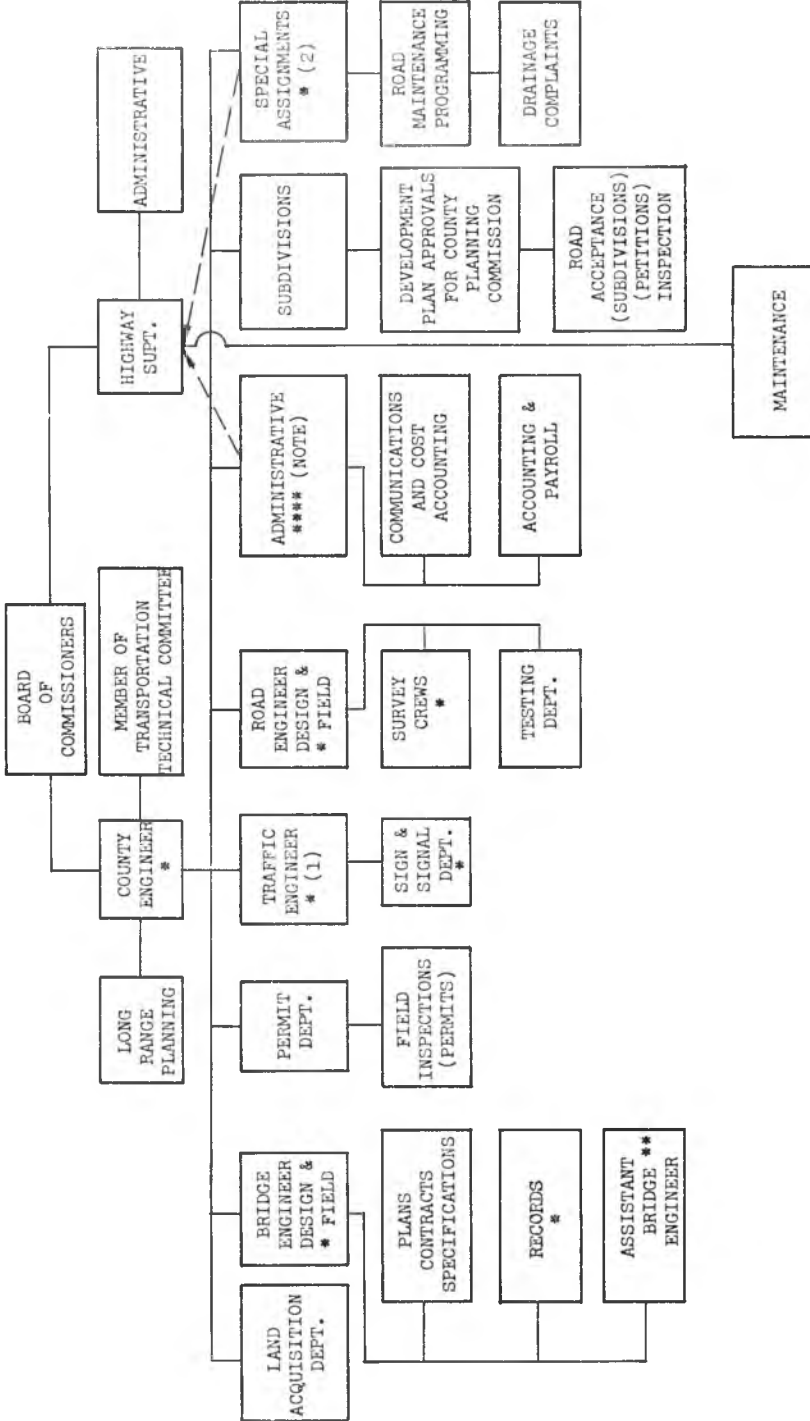 BOARD
OF
COMMISSIONERS
LONG
RANGE
PLANNING
COUNTY
ENGINEER
*
MEMBER OF
TRANSPORTATION
TECHNICAL COMMITTEE
HIGHWAY
SUPT.
ADMINISTRATIVE
LAND
ACQUISITION
DEPT.
BRIDGE
ENGINEER
DESIGN &
* FIELD
PLANS
CONTRACTS
SPECIFICATIONS
RECORDS
*
ASSISTANT
BRIDGE **
ENGINEER
PERMIT
DEPT.
FIELD
INSPECTIONS
(PERMITS)
TRAFFIC
ENGINEER
* (1)
SIGN &
SIGNAL
DEPT.
*
ROAD
ENGINEER
DESIGN &
* FIELD
SURVEY
CREWS
*
TESTING
DEPT.
ADMINISTRATIVE
**** (NOTE)
COMMUNICATIONS
AND COST
ACCOUNTING
ACCOUNTING &
PAYROLL
SUBDIVISIONS
DEVELOPMENT
PLAN APPROVALS
FOR COUNTY
PLANNING
COMMISSION
ROAD
ACCEPTANCE
(SUBDIVISIONS)
(PETITIONS)
INSPECTION
SPECIAL
ASSIGNMENTS
* (2)
ROAD
MAINTENANCE
PROGRAMMING
DRAINAGE
COMPLAINTS
MAINTENANCE